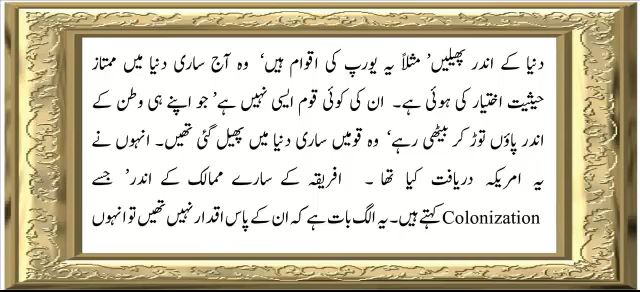 دنیا کے اندر پھیلیں' مثلاً یہ یورپ کی اقوام ہیں' وہ آج ساری دنیا میں ممتاز
حیثیت اختیار کی ہوئی ہے۔ ان کی کوئی قوم ایسی نہیں ہے' جو اپنے ہی وطن کے
اندر پاؤں توڑ کر بیٹھی رہے' وہ قومیں ساری دنیا میں پھیل گئی تھیں۔ انہوں نے
یہ امریکہ دریافت کیا تھا ۔ افریقہ کے سارے ممالک کے اندر' جسے
Colonization کہتے ہیں۔ یہ الگ بات ہے کہ ان کے پاس اقدار نہیں تھیں تو انہوں